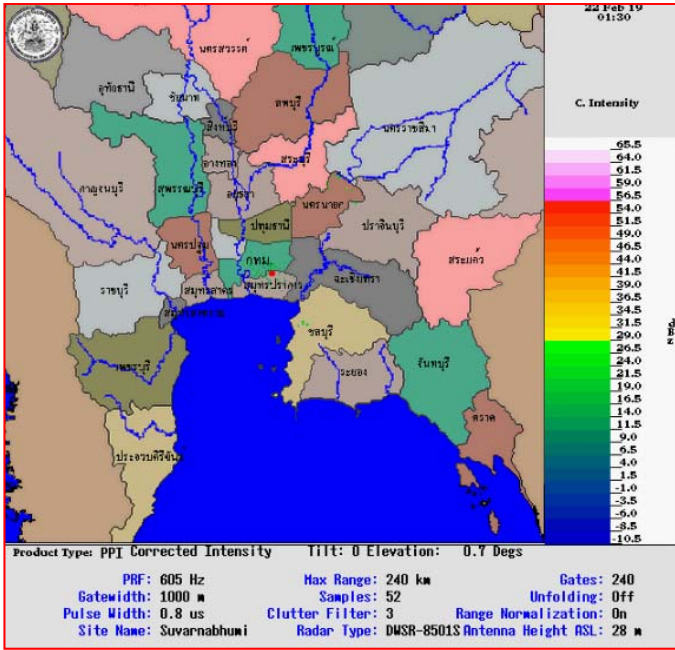 22 Feb 19
01:30
C. Intensity
65.5
64.0
61.5
59.0
56.5
54.0
51.5
49.0
46.5
44.0
41.5
39.0
36.5
34.0
31.5
29.0
26.5
24.0
21.5
19.0
16.5
14.0
11.5
9.0
6.5
4.0
1.5
-1.0
-3.5
-6.0
-8.5
-10.5
นครสวรรค์
เพชรบูรณ์
อุทัยธานี
ชัยนาท
ลพบุรี
สิงห์บุรี
นครราชสีมา
อ่างทอง
สระบุรี
กาญจนบุรี
สุพรรณบุรี
อยุธยา
นครนายก
ปทุมธานี
ปราจีนบุรี
นครปฐม
กทม.
สระแก้ว
ราชบุรี
สมุทรสาคร
สมุทรปราการ
ฉะเชิงเทรา
สมุทรสงคราม
ชลบุรี
เพชรบุรี
ระยอง
จันทบุรี
ตราด
ประจวบคีรีขันธ์
Product Type: PPI Corrected Intensity Tilt: 0 Elevation: 0.7 Degs
PRF: 605 Hz Max Range: 240 km Gates: 240
Gatewidth: 1000 m Samples: 52 Unfolding: Off
Pulse Width: 0.8 us Clutter Filter: 3 Range Normalization: On
Site Name: Suvarnabhumi Radar Type: DWSR-8501S Antenna Height ASL: 28 m